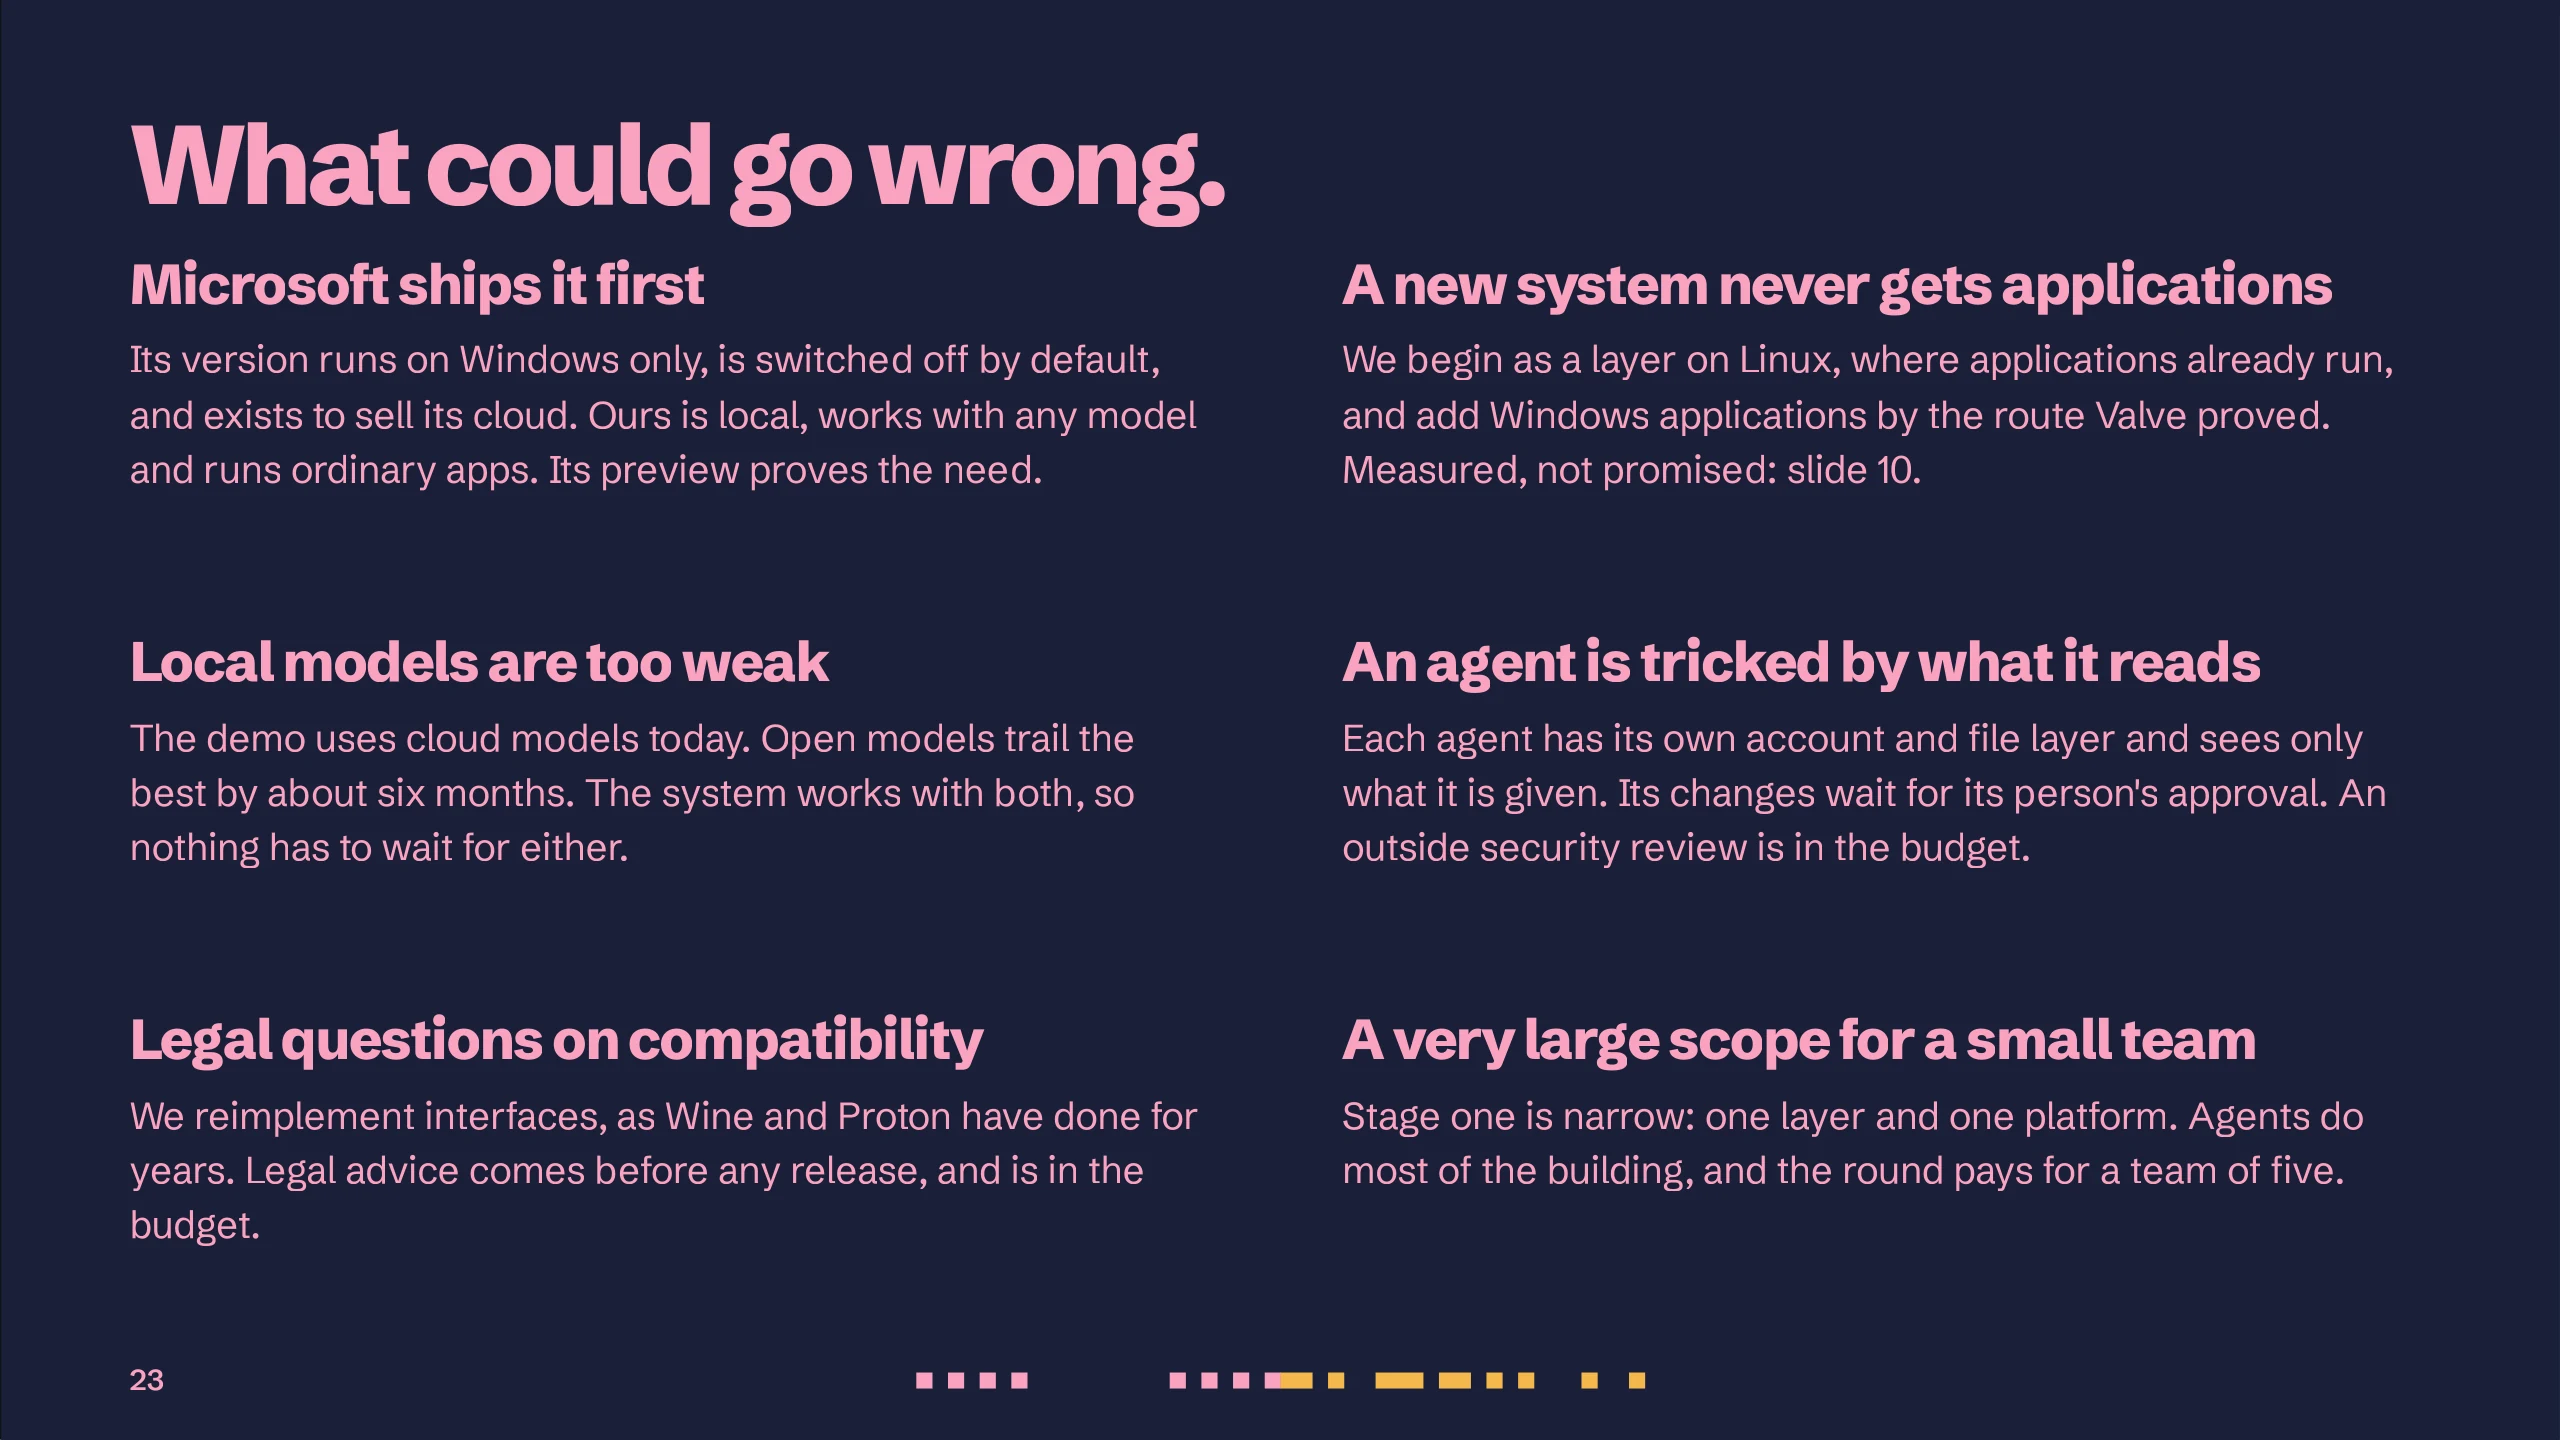 What could go wrong.
Microsoft ships it first
Its version runs on Windows only, is switched off by default,
and exists to sell its cloud. Ours is local, works with any model
and runs ordinary apps. Its preview proves the need.
A new system never gets applications
We begin as a layer on Linux, where applications already run,
and add Windows applications by the route Valve proved.
Measured, not promised: slide 10.
Local models are too weak
The demo uses cloud models today. Open models trail the
best by about six months. The system works with both, so
nothing has to wait for either.
An agent is tricked by what it reads
Each agent has its own account and file layer and sees only
what it is given. Its changes wait for its person's approval. An
outside security review is in the budget.
Legal questions on compatibility
We reimplement interfaces, as Wine and Proton have done for
years. Legal advice comes before any release, and is in the
budget.
A very large scope for a small team
Stage one is narrow: one layer and one platform. Agents do
most of the building, and the round pays for a team of five.
23